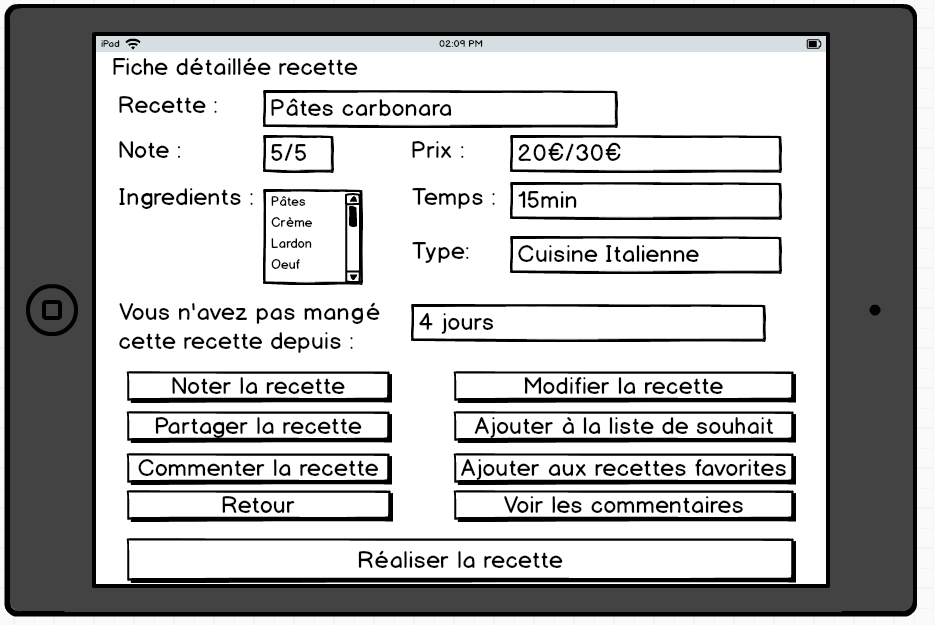 iPad 02:09 PM
Fiche détaillée recette
Recette : Pâtes carbonara
Note : 5/5 Prix : 20€/30€
Ingredients : Pâtes Temps : 15min
Crème
Lardon
Oeuf
Type: Cuisine Italienne
Vous n'avez pas mangé
cette recette depuis : 4 jours
Noter la recette Modifier la recette
Partager la recette Ajouter à la liste de souhait
Commenter la recette Ajouter aux recettes favorites
Retour Voir les commentaires
Réaliser la recette